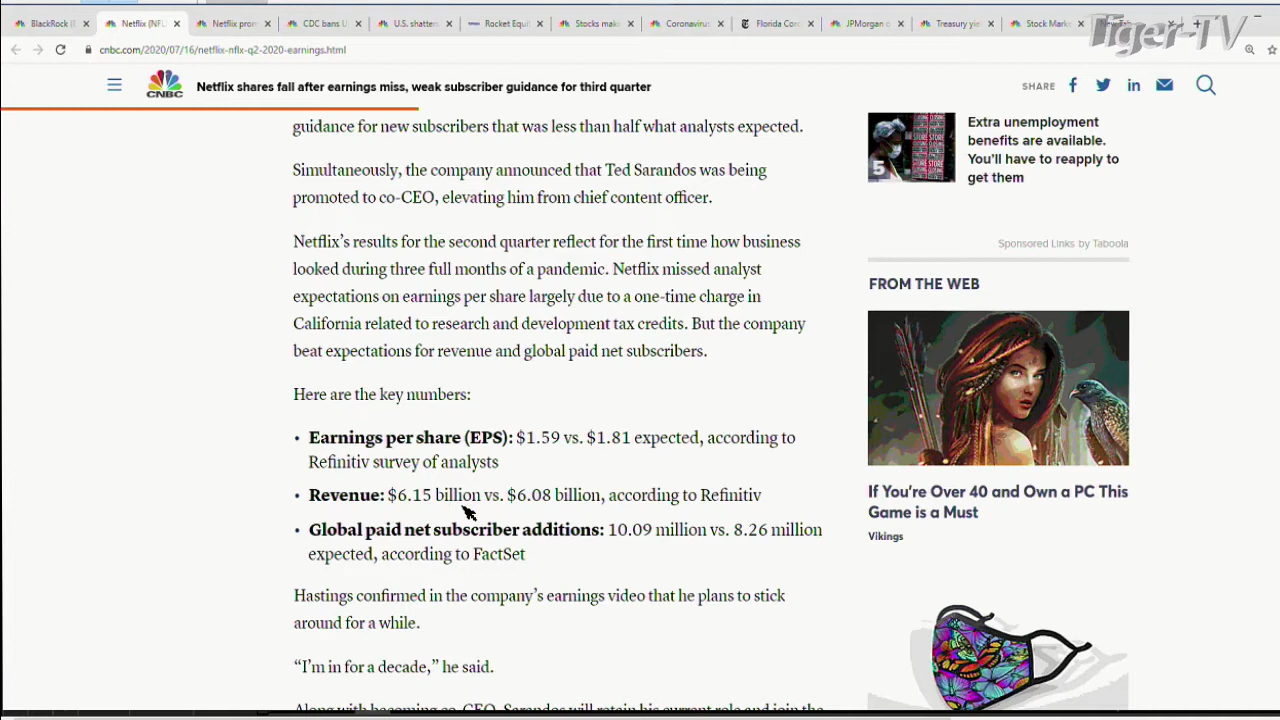 BlackRock
Netflix (NFL
Netflix pron
CDC bans U
U.S. shatter
Rocket Equit
Stocks maki
Coronavirus
Florida Cor
JPMorgan
Treasury yie
Stock Mark
Tiger-TV
cnbc.com/2020/07/16/netflix-nflx-q2-2020-earnings.html
CNBC
Netflix shares fall after earnings miss, weak subscriber guidance for third quarter
SHARE
guidance for new subscribers that was less than half what analysts expected.
Simultaneously, the company announced that Ted Sarandos was being
promoted to co-CEO, elevating him from chief content officer.
Netflix's results for the second quarter reflect for the first time how business
looked during three full months of a pandemic. Netflix missed analyst
expectations on earnings per share largely due to a one-time charge in
California related to research and development tax credits. But the company
beat expectations for revenue and global paid net subscribers.
Here are the key numbers:
• Earnings per share (EPS): $1.59 vs. $1.81 expected, according to
Refinitiv survey of analysts
• Revenue: $6.15 billion vs. $6.08 billion, according to Refinitiv
• Global paid net subscriber additions: 10.09 million vs. 8.26 million
expected, according to FactSet
Hastings confirmed in the company's earnings video that he plans to stick
around for a while.
“I'm in for a decade,” he said.
Along with becoming co-CEO, Sarandos will retain his current role and join the
5
Extra unemployment
benefits are available.
You'll have to reapply to
get them
Sponsored Links by Taboola
FROM THE WEB
If You're Over 40 and Own a PC This
Game is a Must
Vikings